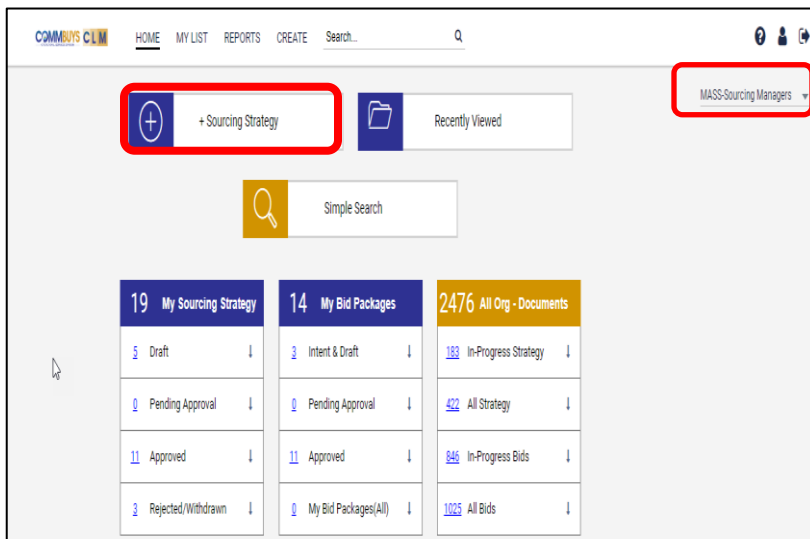 COMMBUYS CLM HOME MY LIST REPORTS CREATE Search...
MASS-Sourcing Managers
+ Sourcing Strategy
Recently Viewed
Simple Search
19 My Sourcing Strategy
5 Draft
0 Pending Approval
11 Approved
3 Rejected/Withdrawn
14 My Bid Packages
3 Intent & Draft
0 Pending Approval
11 Approved
0 My Bid Packages(All)
2476 All Org - Documents
183 In-Progress Strategy
422 All Strategy
846 In-Progress Bids
1025 All Bids